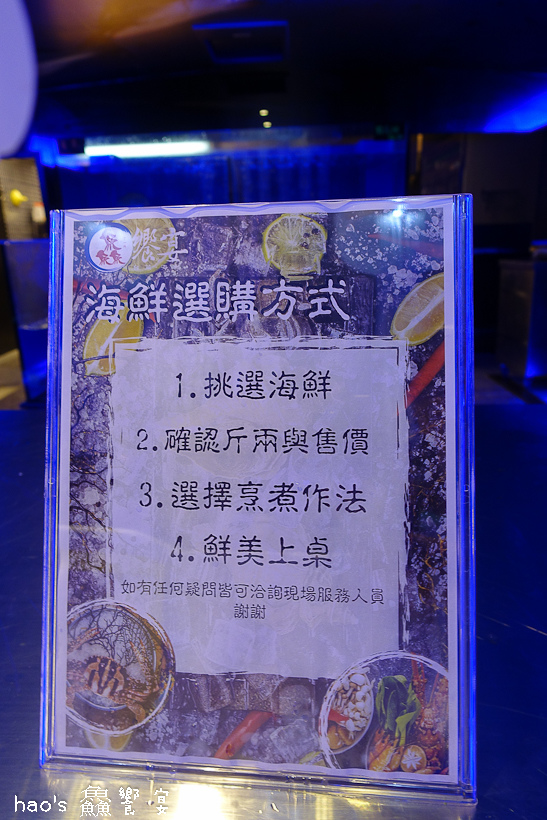 鱻饗宴
海鮮選購方式
1.挑選海鮮
2.確認斤兩與售價
3.選擇烹煮作法
4.鮮美上桌
如有任何疑問皆可洽詢現場服務人員
謝謝
hao's 鱻饗宴